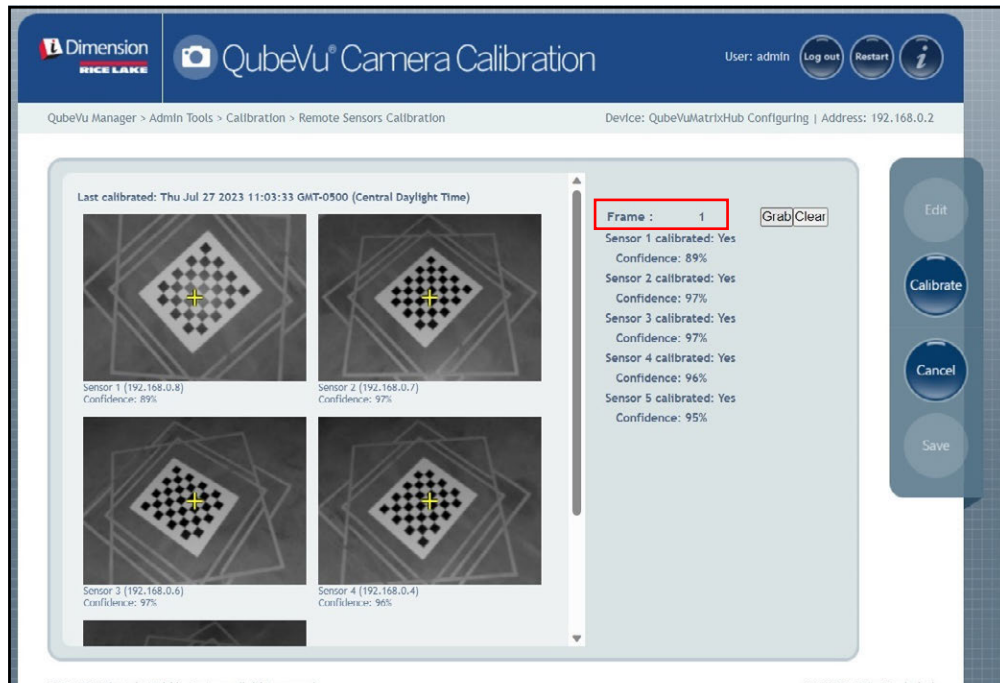 Dimension
RICE LAKE
QubeVu® Camera Calibration
User: admin
Log out
Restart
i
QubeVu Manager > Admin Tools > Calibration > Remote Sensors Calibration
Device: QubeVuMatrixHub Configuring | Address: 192.168.0.2
Last calibrated: Thu Jul 27 2023 11:03:33 GMT-0500 (Central Daylight Time)
Sensor 1 (192.168.0.8)
Confidence: 89%
Sensor 2 (192.168.0.7)
Confidence: 97%
Sensor 3 (192.168.0.6)
Confidence: 97%
Sensor 4 (192.168.0.4)
Confidence: 96%
Frame : 1
Grab Clear
Sensor 1 calibrated: Yes
Confidence: 89%
Sensor 2 calibrated: Yes
Confidence: 97%
Sensor 3 calibrated: Yes
Confidence: 97%
Sensor 4 calibrated: Yes
Confidence: 96%
Sensor 5 calibrated: Yes
Confidence: 95%
Edit
Calibrate
Cancel
Save